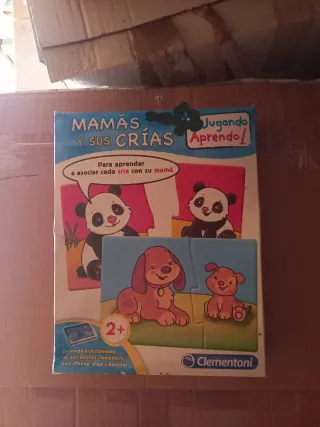 MAMÁS
Y SUS CRÍAS
Jugando
Aprendo!
Para aprender
a asociar cada cría con su mamá
2+
Clementoni